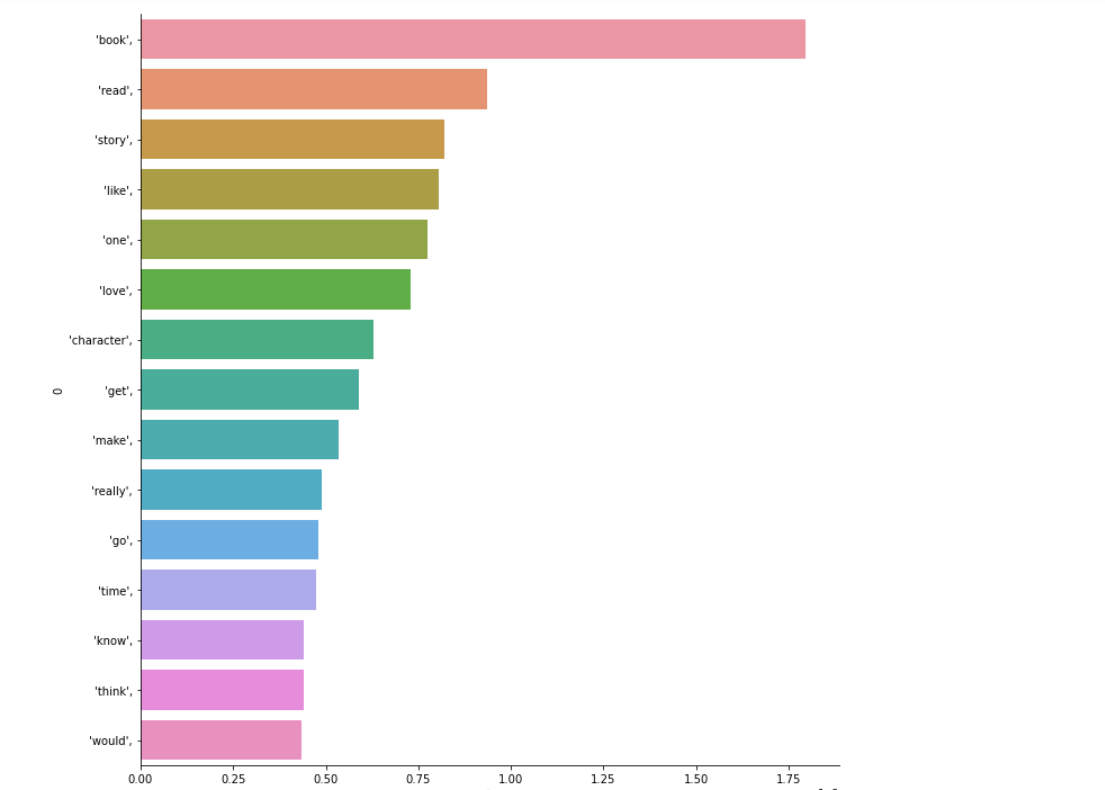 'book',
'read',
'story',
'like',
'one',
'love',
'character',
0
'get',
'make',
'really',
'go',
'time',
'know',
'think',
'would',
0.00 0.25 0.50 0.75 1.00 1.25 1.50 1.75